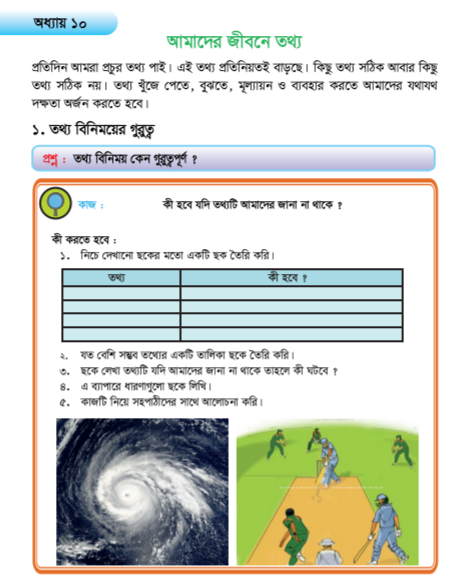 অধ্যায় ১০
আমাদের জীবনে তথ্য
প্রতিদিন আমরা প্রচুর তথ্য পাই। এই তথ্য প্রতিনিয়তই বাড়ছে। কিছু তথ্য সঠিক আবার কিছু
তথ্য সঠিক নয়। তথ্য খুঁজে পেতে, বুঝতে, মূল্যায়ন ও ব্যবহার করতে আমাদের যথাযথ
দক্ষতা অর্জন করতে হবে।
১. তথ্য বিনিময়ের গুরুত্ব
প্রশ্ন : তথ্য বিনিময় কেন গুরুত্বপূর্ণ ?
কাজ : কী হবে যদি তথ্যটি আমাদের জানা না থাকে ?
কী করতে হবে :
১. নিচে দেখানো ছকের মতো একটি ছক তৈরি করি।
তথ্য কী হবে ?
২. যত বেশি সম্ভব তথ্যের একটি তালিকা ছকে তৈরি করি।
৩. ছকে লেখা তথ্যটি যদি আমাদের জানা না থাকে তাহলে কী ঘটবে ?
৪. এ ব্যাপারে ধারণাগুলো ছকে লিখি।
৫. কাজটি নিয়ে সহপাঠীদের সাথে আলোচনা করি।